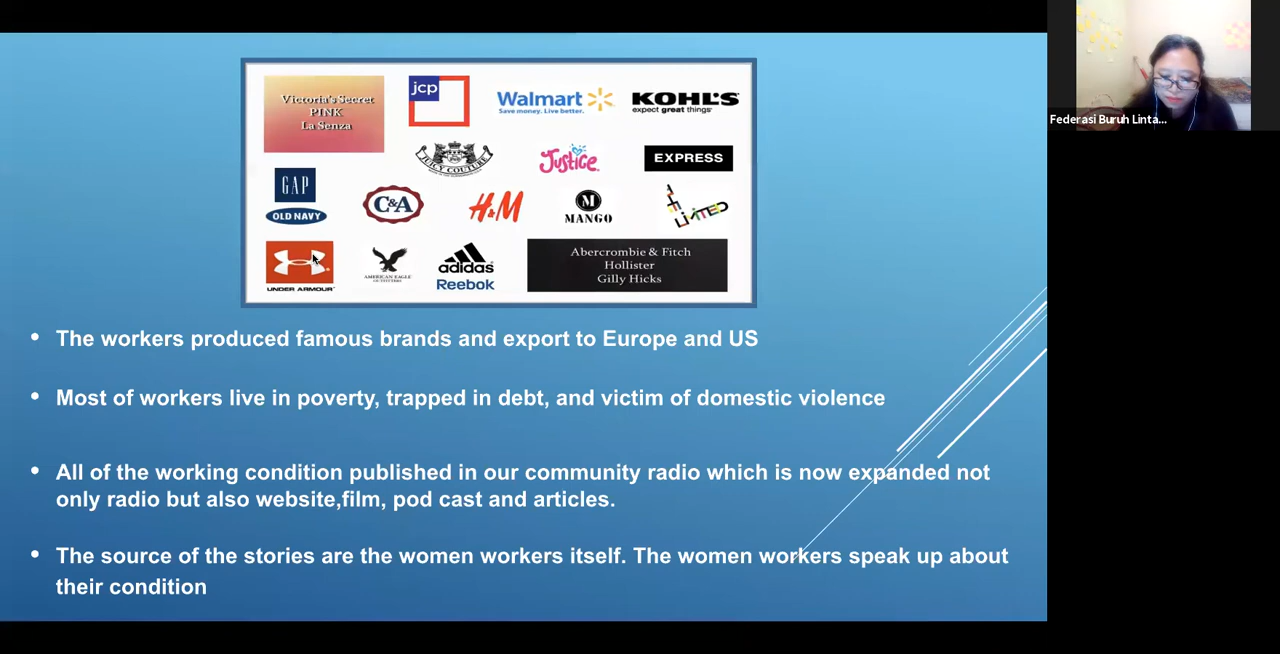 Victoria's Secret
PINK
La Senza
jcp
Walmart
Save money. Live better.
KOHL'S
expect great things
JUICY COUTURE
Justice
EXPRESS
GAP
OLD NAVY
C&A
H&M
M
MANGO
LIMITED
UNDER ARMOUR
AMERICAN EAGLE
OUTFITTERS
adidas
Reebok
Abercrombie & Fitch
Hollister
Gilly Hicks
Federasi Buruh Linta...
• The workers produced famous brands and export to Europe and US
• Most of workers live in poverty, trapped in debt, and victim of domestic violence
• All of the working condition published in our community radio which is now expanded not
only radio but also website,film, pod cast and articles.
• The source of the stories are the women workers itself. The women workers speak up about
their condition